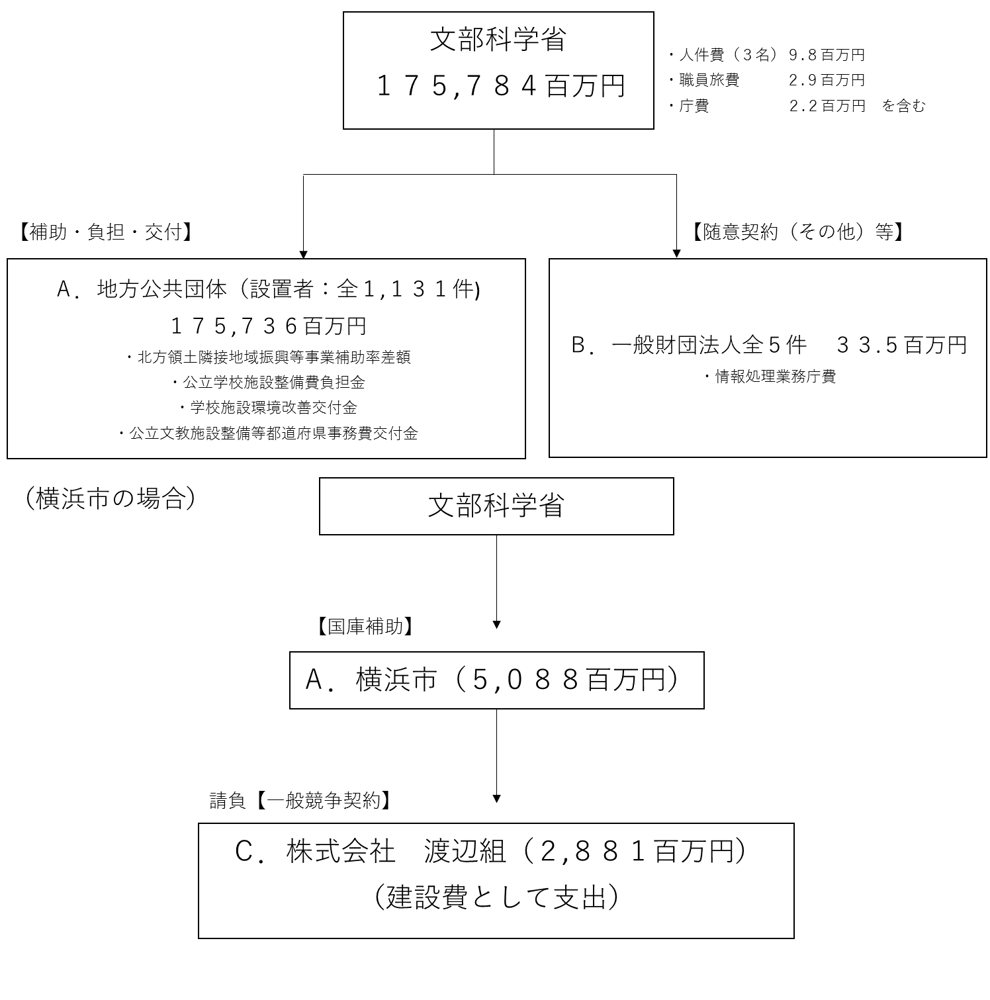 文部科学省
１７５,７８４百万円
・人件費（３名）９.８百万円
・職員旅費　　　２.９百万円
・庁費　　　　　２.２百万円　を含む
【補助・負担・交付】
【随意契約（その他）等】
Ａ．地方公共団体（設置者：全１,１３１件)
１７５,７３６百万円
・北方領土隣接地域振興等事業補助率差額
・公立学校施設整備費負担金
・学校施設環境改善交付金
・公立文教施設整備等都道府県事務費交付金
Ｂ．一般財団法人全５件　３３.５百万円
・情報処理業務庁費
（横浜市の場合）
文部科学省
【国庫補助】
Ａ．横浜市（５,０８８百万円）
請負【一般競争契約】
Ｃ．株式会社　渡辺組（２,８８１百万円）
（建設費として支出）